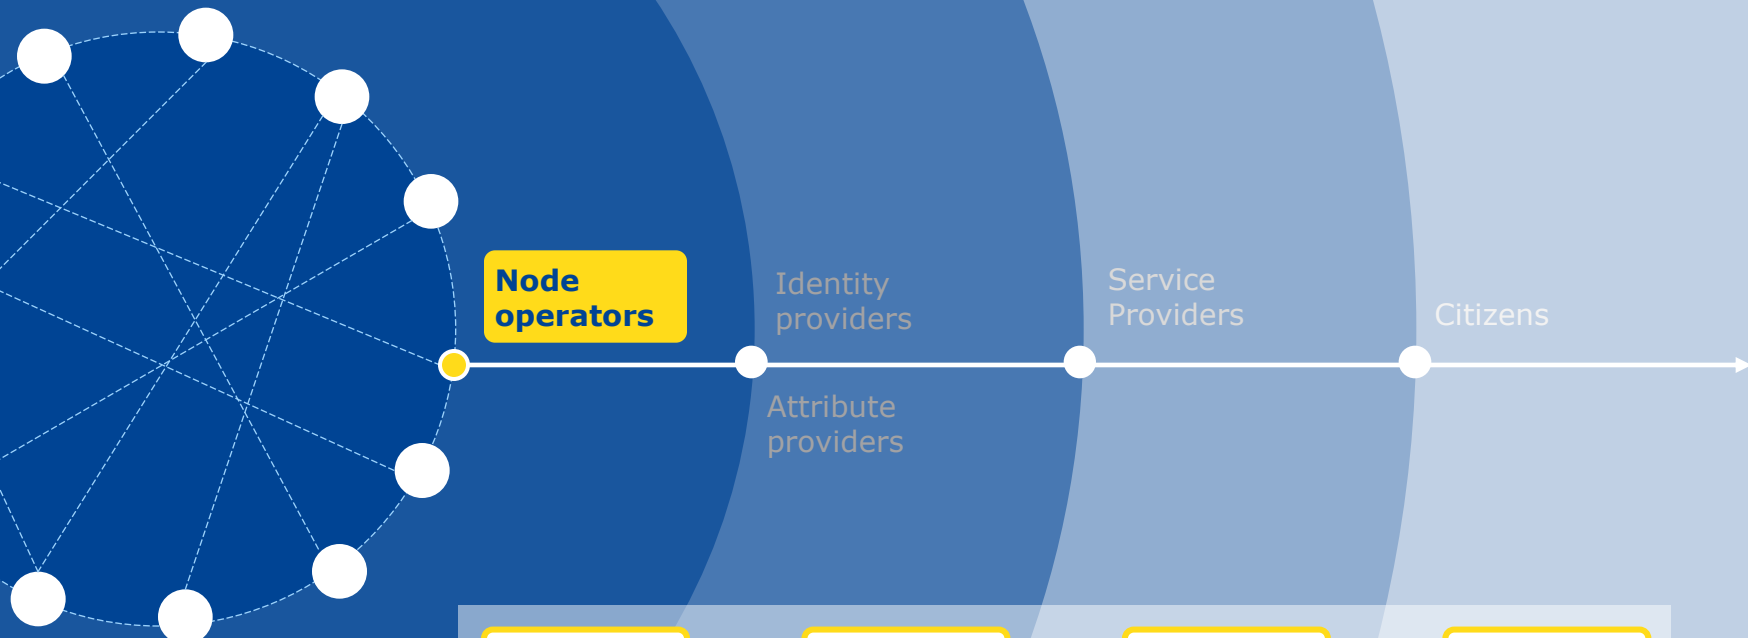 Node
operators
Identity
providers
Attribute
providers
Service
Providers
Citizens